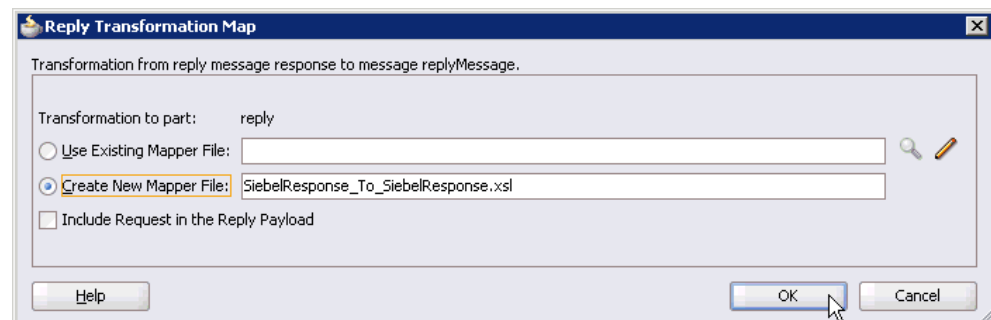 Reply Transformation Map
Transformation from reply message response to message replyMessage.
Transformation to part: reply
Use Existing Mapper File:
Create New Mapper File: SiebelResponse_To_SiebelResponse.xsl
Include Request in the Reply Payload
Help OK Cancel